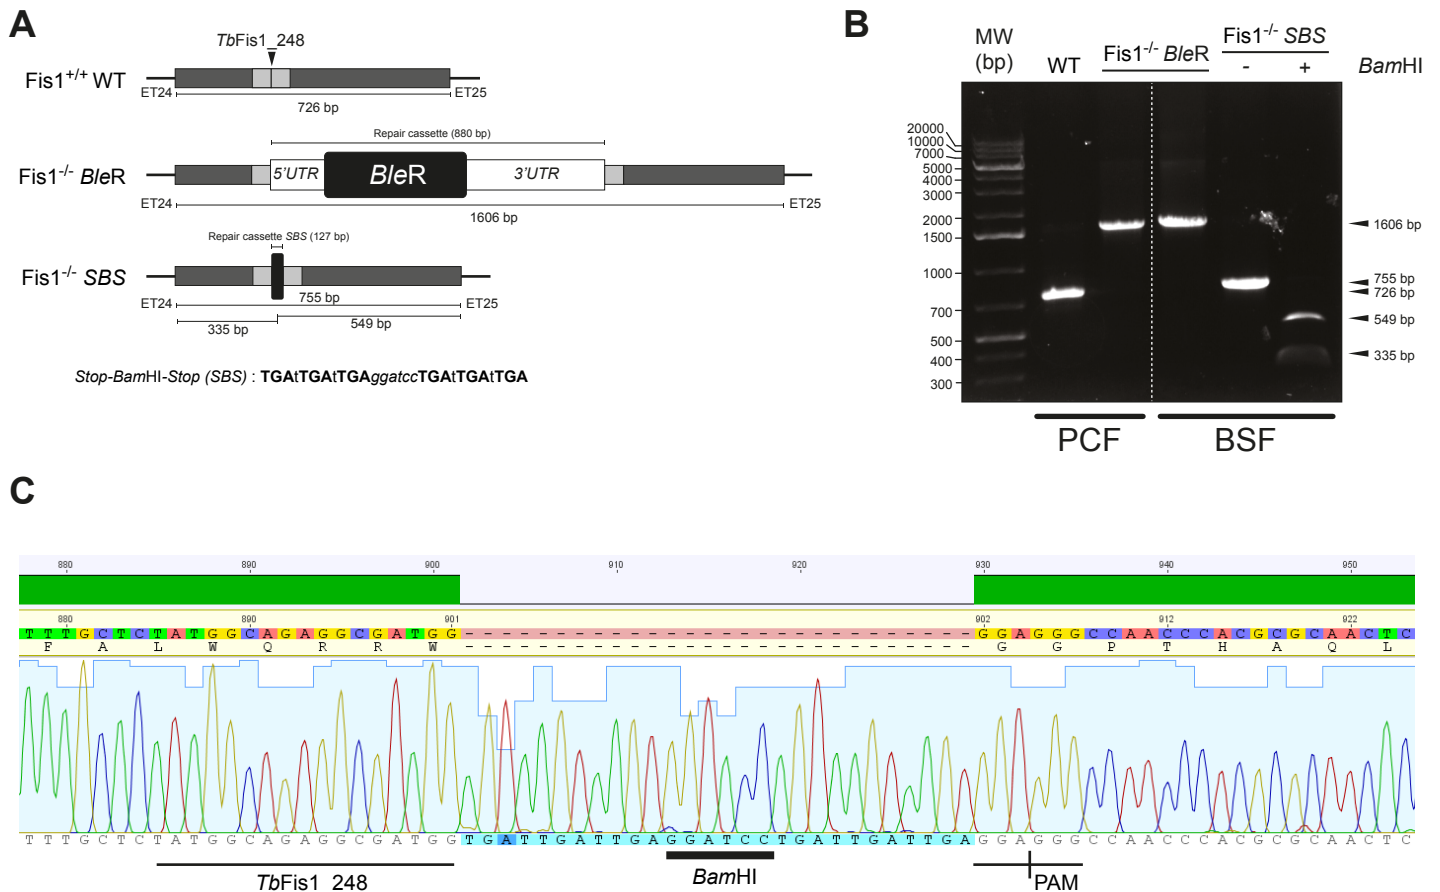 A
TbFis1_248
Fis1+/+ WT
ET24
ET25
726 bp
Repair cassette (880 bp)
Fis1-/- BleR
5'UTR
BleR
3'UTR
ET24
ET25
1606 bp
Repair cassette SBS (127 bp)
Fis1-/- SBS
755 bp
ET24
ET25
335 bp
549 bp
Stop-BamHI-Stop (SBS) : TGAtTGAtTGAggatccTGATtGAtTGA
B
MW
(bp)
WT
Fis1-/- BleR
Fis1-/- SBS
- +
BamHI
20000
10000
7000
5000
4000
3000
2000
1500
1000
700
500
400
300
1606 bp
755 bp
726 bp
549 bp
335 bp
PCF
BSF
C
880 890 900 910 920 930 940 950
880 890 901 902 912 922
T T T G C T C T A T G G C A G A G G C G A T G G - - - - - - - - - - - - - - - - - - - - - - - - - - - - G G A G G G C C A A C C C A C G C G C A A C T C
F A L W Q R R W - - - - - - - - - - - - - - - - - - - - - - - - - - - - G G P T H A Q L
T T T G C T C T A T G G C A G A G G C G A T G G T G A T T G A T T G A G G A T C C T G A T T G A T T G A G G A G G G C C A A C C C A C G C G C A A C T C
TbFis1_248
BamHI
PAM